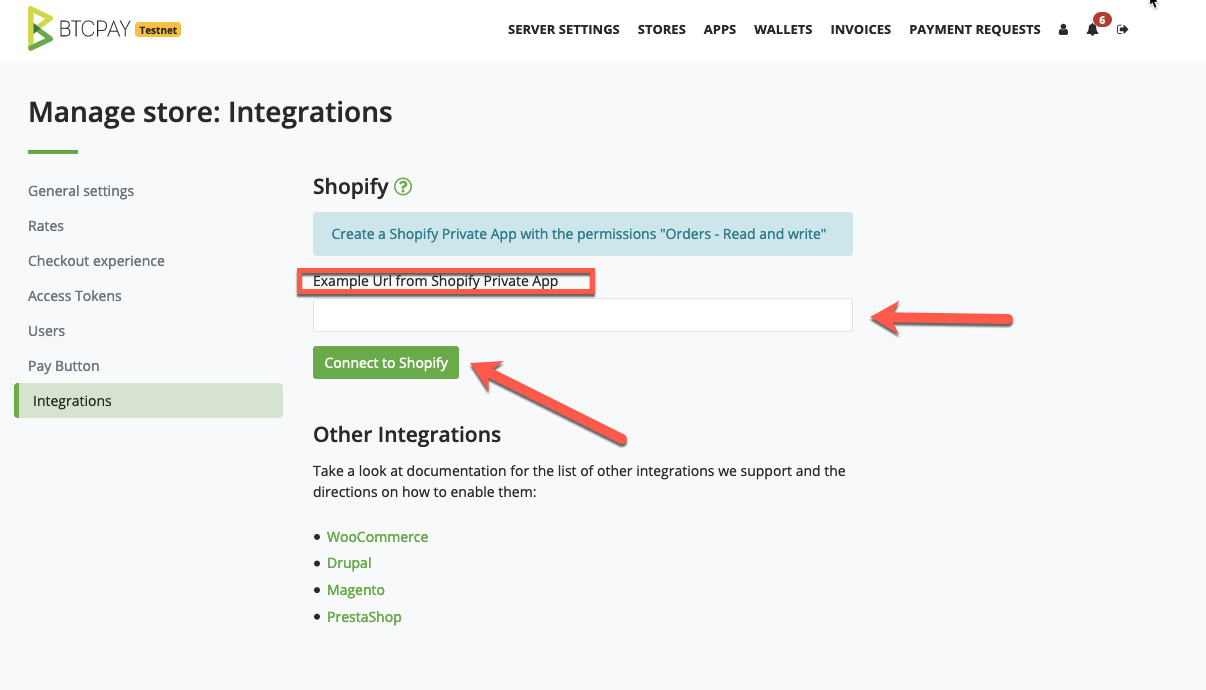 BTCPAY Testnet
SERVER SETTINGS STORES APPS WALLETS INVOICES PAYMENT REQUESTS 6
Manage store: Integrations
General settings
Rates
Checkout experience
Access Tokens
Users
Pay Button
Integrations
Shopify ?
Create a Shopify Private App with the permissions "Orders - Read and write"
Example Url from Shopify Private App
Connect to Shopify
Other Integrations
Take a look at documentation for the list of other integrations we support and the
directions on how to enable them:
• WooCommerce
• Drupal
• Magento
• PrestaShop